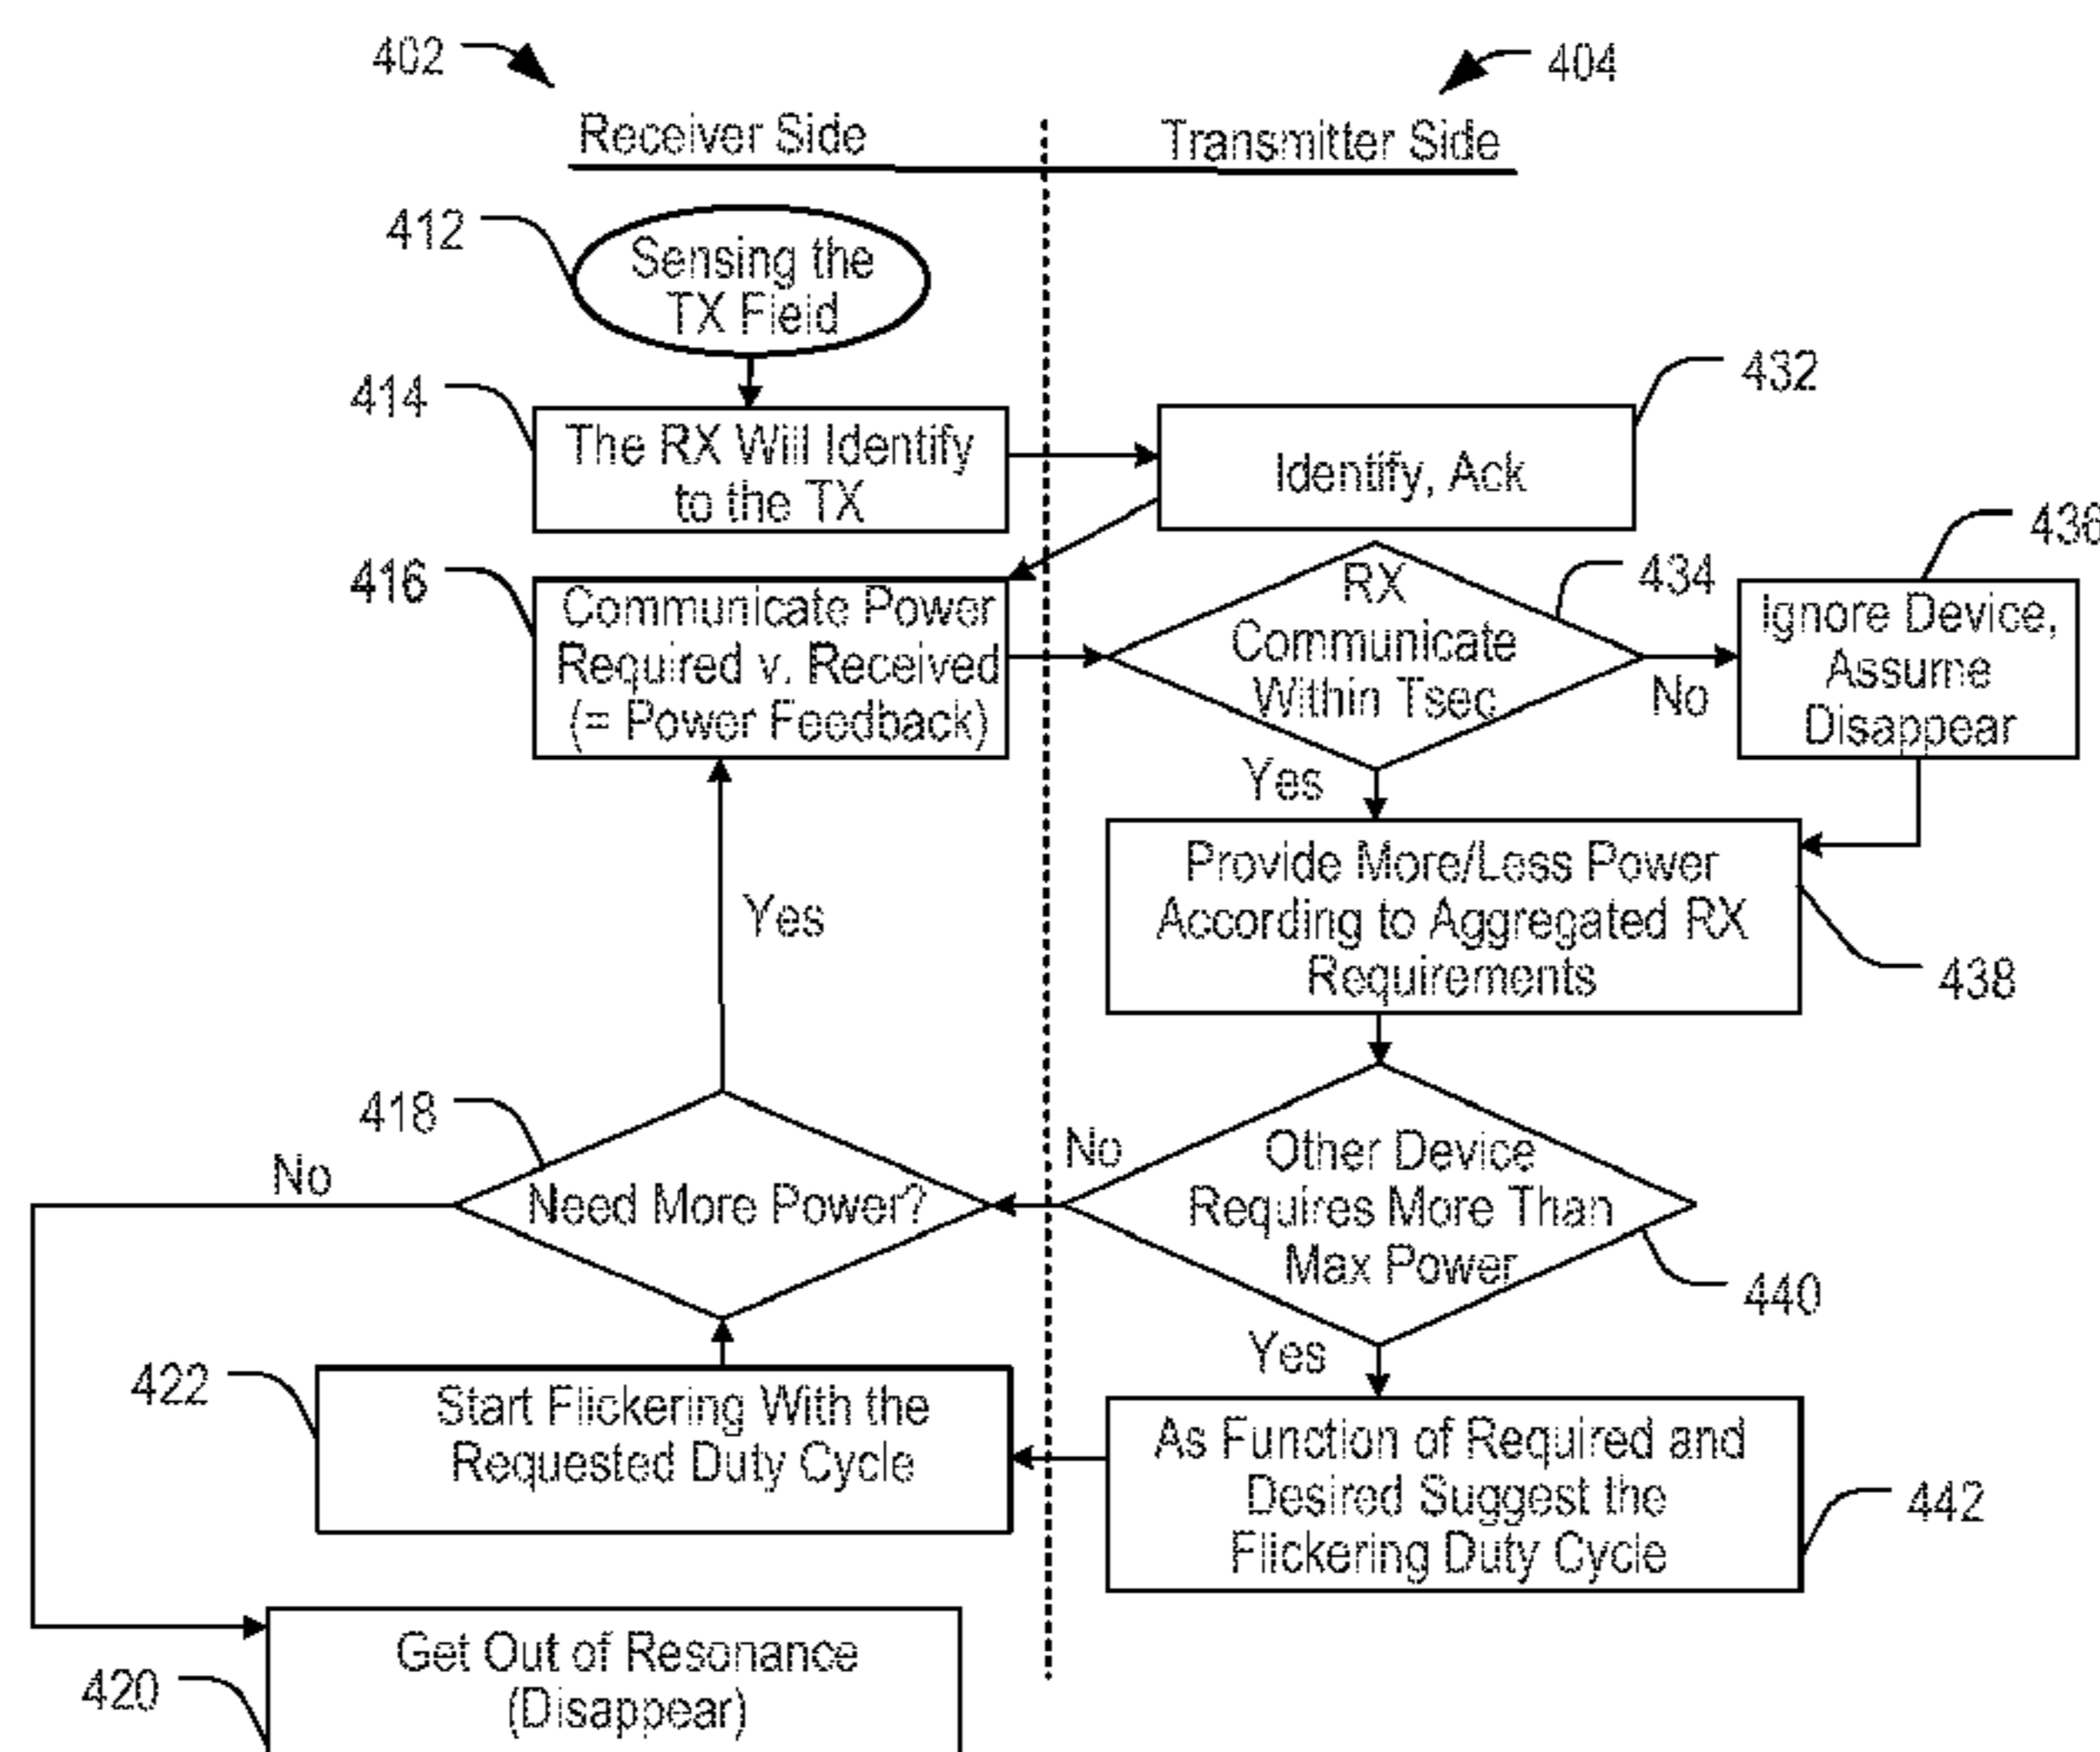 402
404
Receiver Side
Transmitter Side
412
Sensing the
TX Field
414
The RX Will Identify
to the TX
432
Identify, Ack
416
Communicate Power
Required v. Received
(= Power Feedback)
434
RX
Communicate
Within Tsec
No
436
Ignore Device,
Assume
Disappear
Yes
Provide More/Less Power
According to Aggregated RX
Requirements
438
Yes
418
No
Need More Power?
No
Other Device
Requires More Than
Max Power
440
Yes
422
Start Flickering With the
Requested Duty Cycle
As Function of Required and
Desired Suggest the
Flickering Duty Cycle
442
420
Get Out of Resonance
(Disappear)